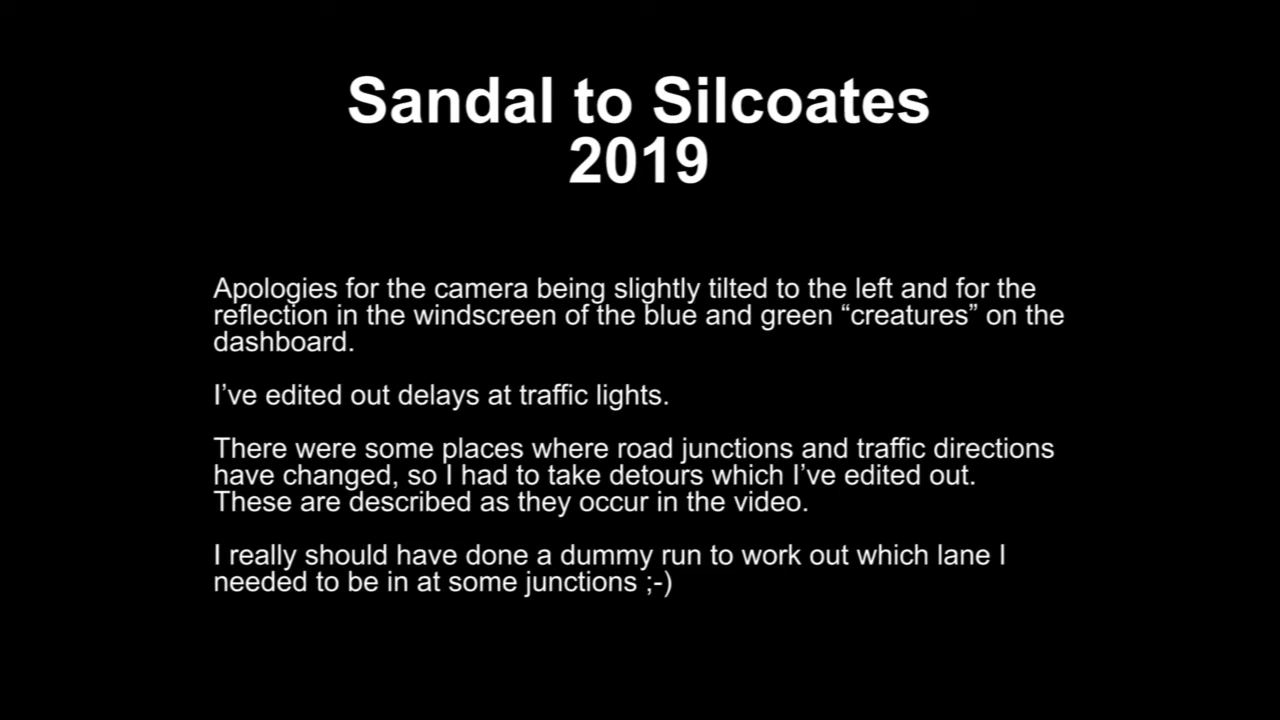 Sandal to Silcoates
2019
Apologies for the camera being slightly tilted to the left and for the
reflection in the windscreen of the blue and green “creatures” on the
dashboard.
I’ve edited out delays at traffic lights.
There were some places where road junctions and traffic directions
have changed, so I had to take detours which I’ve edited out.
These are described as they occur in the video.
I really should have done a dummy run to work out which lane I
needed to be in at some junctions ;-)